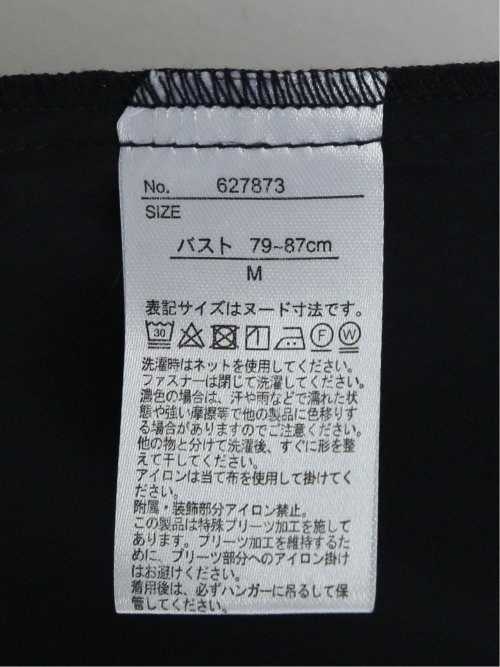 No. 627873
SIZE
バスト 79~87cm
M
表記サイズはヌード寸法です。
30 F W
洗濯時はネットを使用してください。
ファスナーは閉じて洗濯してください。
濃色の場合は、汗や雨などで濡れた状
態や強い摩擦等で他の製品に色移りす
る場合がありますのでご注意ください。
他の物と分けて洗濯後、すぐに形を整
えて干してください。
アイロンは当て布を使用して掛けてく
ださい。
附属・装飾部分アイロン禁止。
この製品は特殊プリーツ加工を施して
あります。プリーツ加工を維持するた
めに、プリーツ部分へのアイロン掛け
はお避けください。
着用後は、必ずハンガーに吊るして保
管してください。